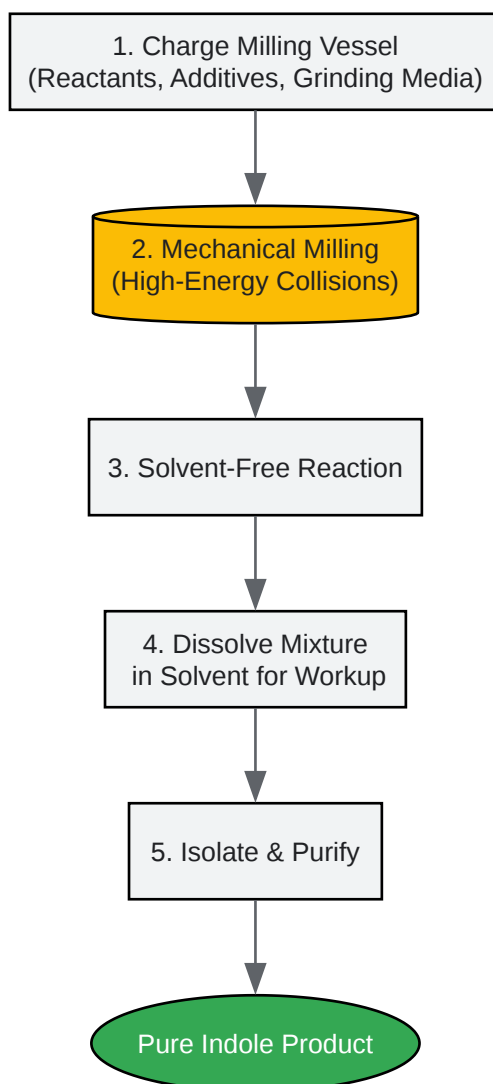 1. Charge Milling Vessel
(Reactants, Additives, Grinding Media)
2. Mechanical Milling
(High-Energy Collisions)
3. Solvent-Free Reaction
4. Dissolve Mixture
in Solvent for Workup
5. Isolate & Purify
Pure Indole Product